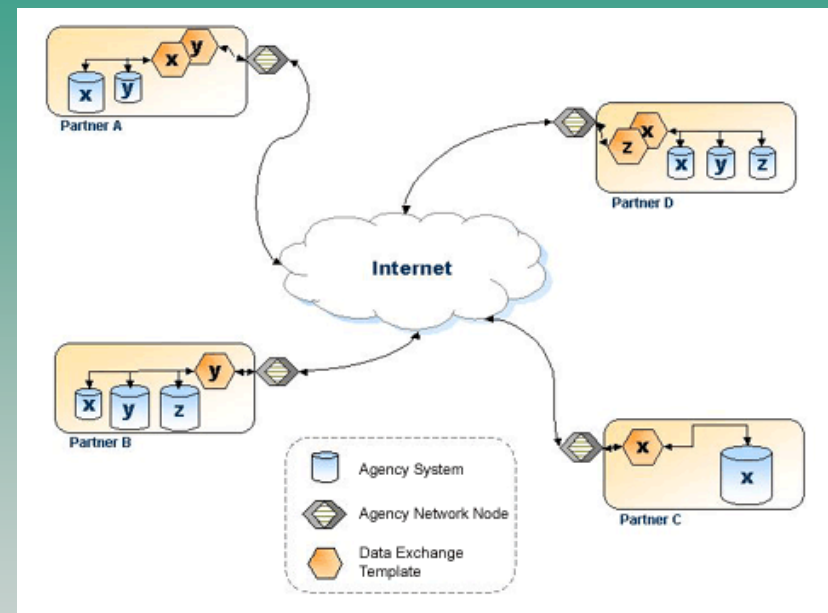 x y
x y
Partner A
z x
x y z
Partner D
Internet
y
x y z
Partner B
x
x
Partner C
Agency System
Agency Network Node
Data Exchange
Template